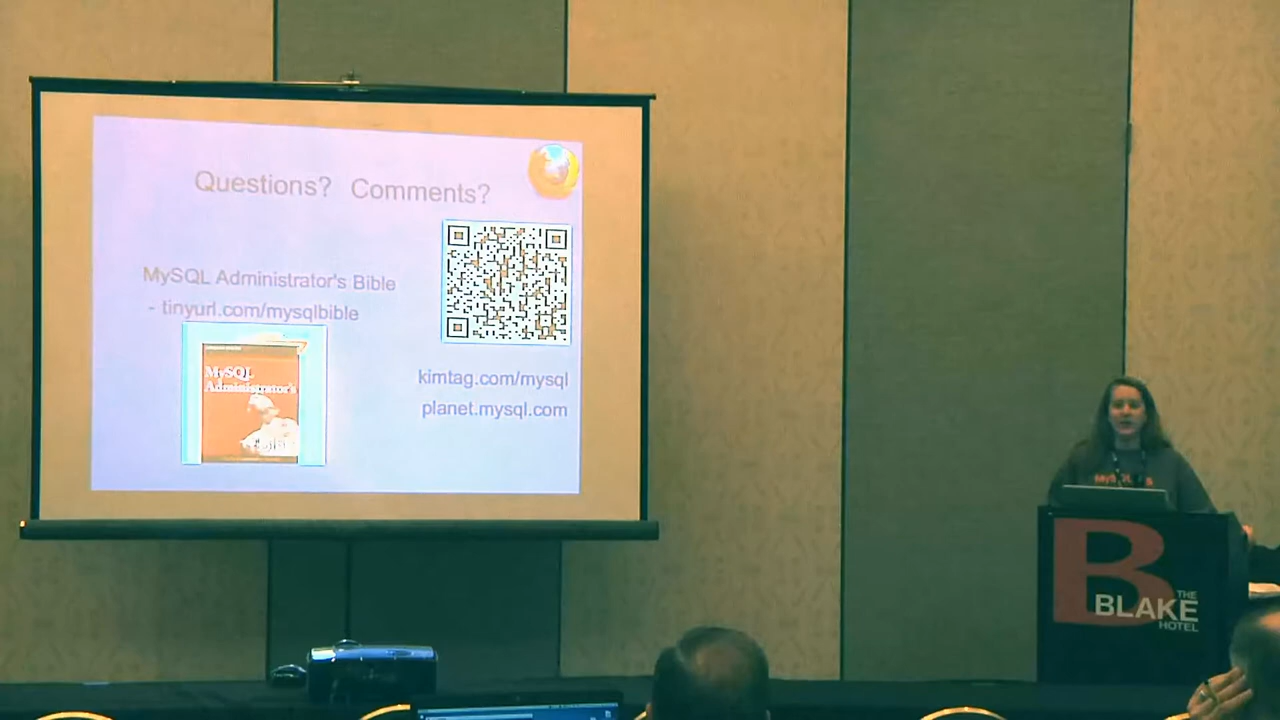 Questions? Comments?
MySQL Administrator's Bible
- tinyurl.com/mysqlbible
MySQL
Administrator's
kimtag.com/mysql
planet.mysql.com
MySQL
B
THE
BLAKE
HOTEL